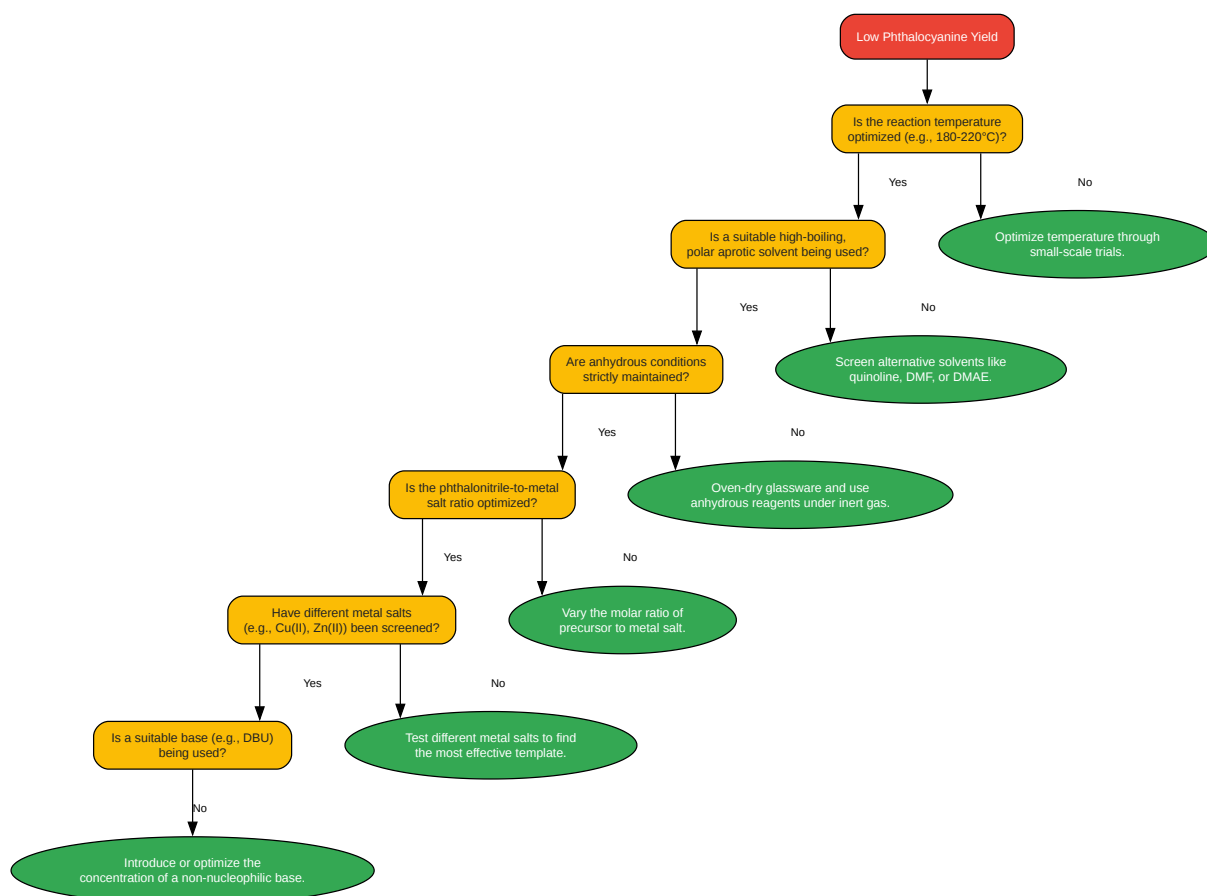 Low Phthalocyanine Yield
Is the reaction temperature
optimized (e.g., 180-220°C)?
Yes
No
Is a suitable high-boiling,
polar aprotic solvent being used?
Optimize temperature through
small-scale trials.
Yes
No
Are anhydrous conditions
strictly maintained?
Screen alternative solvents like
quinoline, DMF, or DMAE.
Yes
No
Is the phthalonitrile-to-metal
salt ratio optimized?
Oven-dry glassware and use
anhydrous reagents under inert gas.
Yes
No
Have different metal salts
(e.g., Cu(II), Zn(II)) been screened?
Vary the molar ratio of
precursor to metal salt.
Yes
No
Is a suitable base (e.g., DBU)
being used?
Test different metal salts to find
the most effective template.
No
Introduce or optimize the
concentration of a non-nucleophilic base.